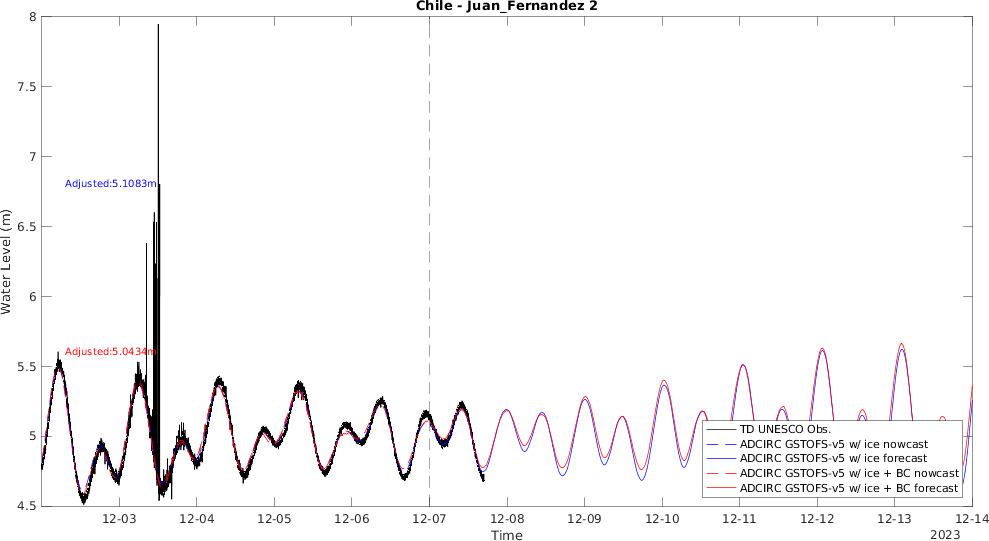 Chile - Juan_Fernandez 2
8
7.5
7
6.5
6
5.5
5
4.5
Water Level (m)
Adjusted:5.1083m
Adjusted:5.0434m
TD UNESCO Obs.
ADCIRC GSTOFS-v5 w/ ice nowcast
ADCIRC GSTOFS-v5 w/ ice forecast
ADCIRC GSTOFS-v5 w/ ice + BC nowcast
ADCIRC GSTOFS-v5 w/ ice + BC forecast
12-03 12-04 12-05 12-06 12-07 12-08 12-09 12-10 12-11 12-12 12-13 12-14
Time
2023